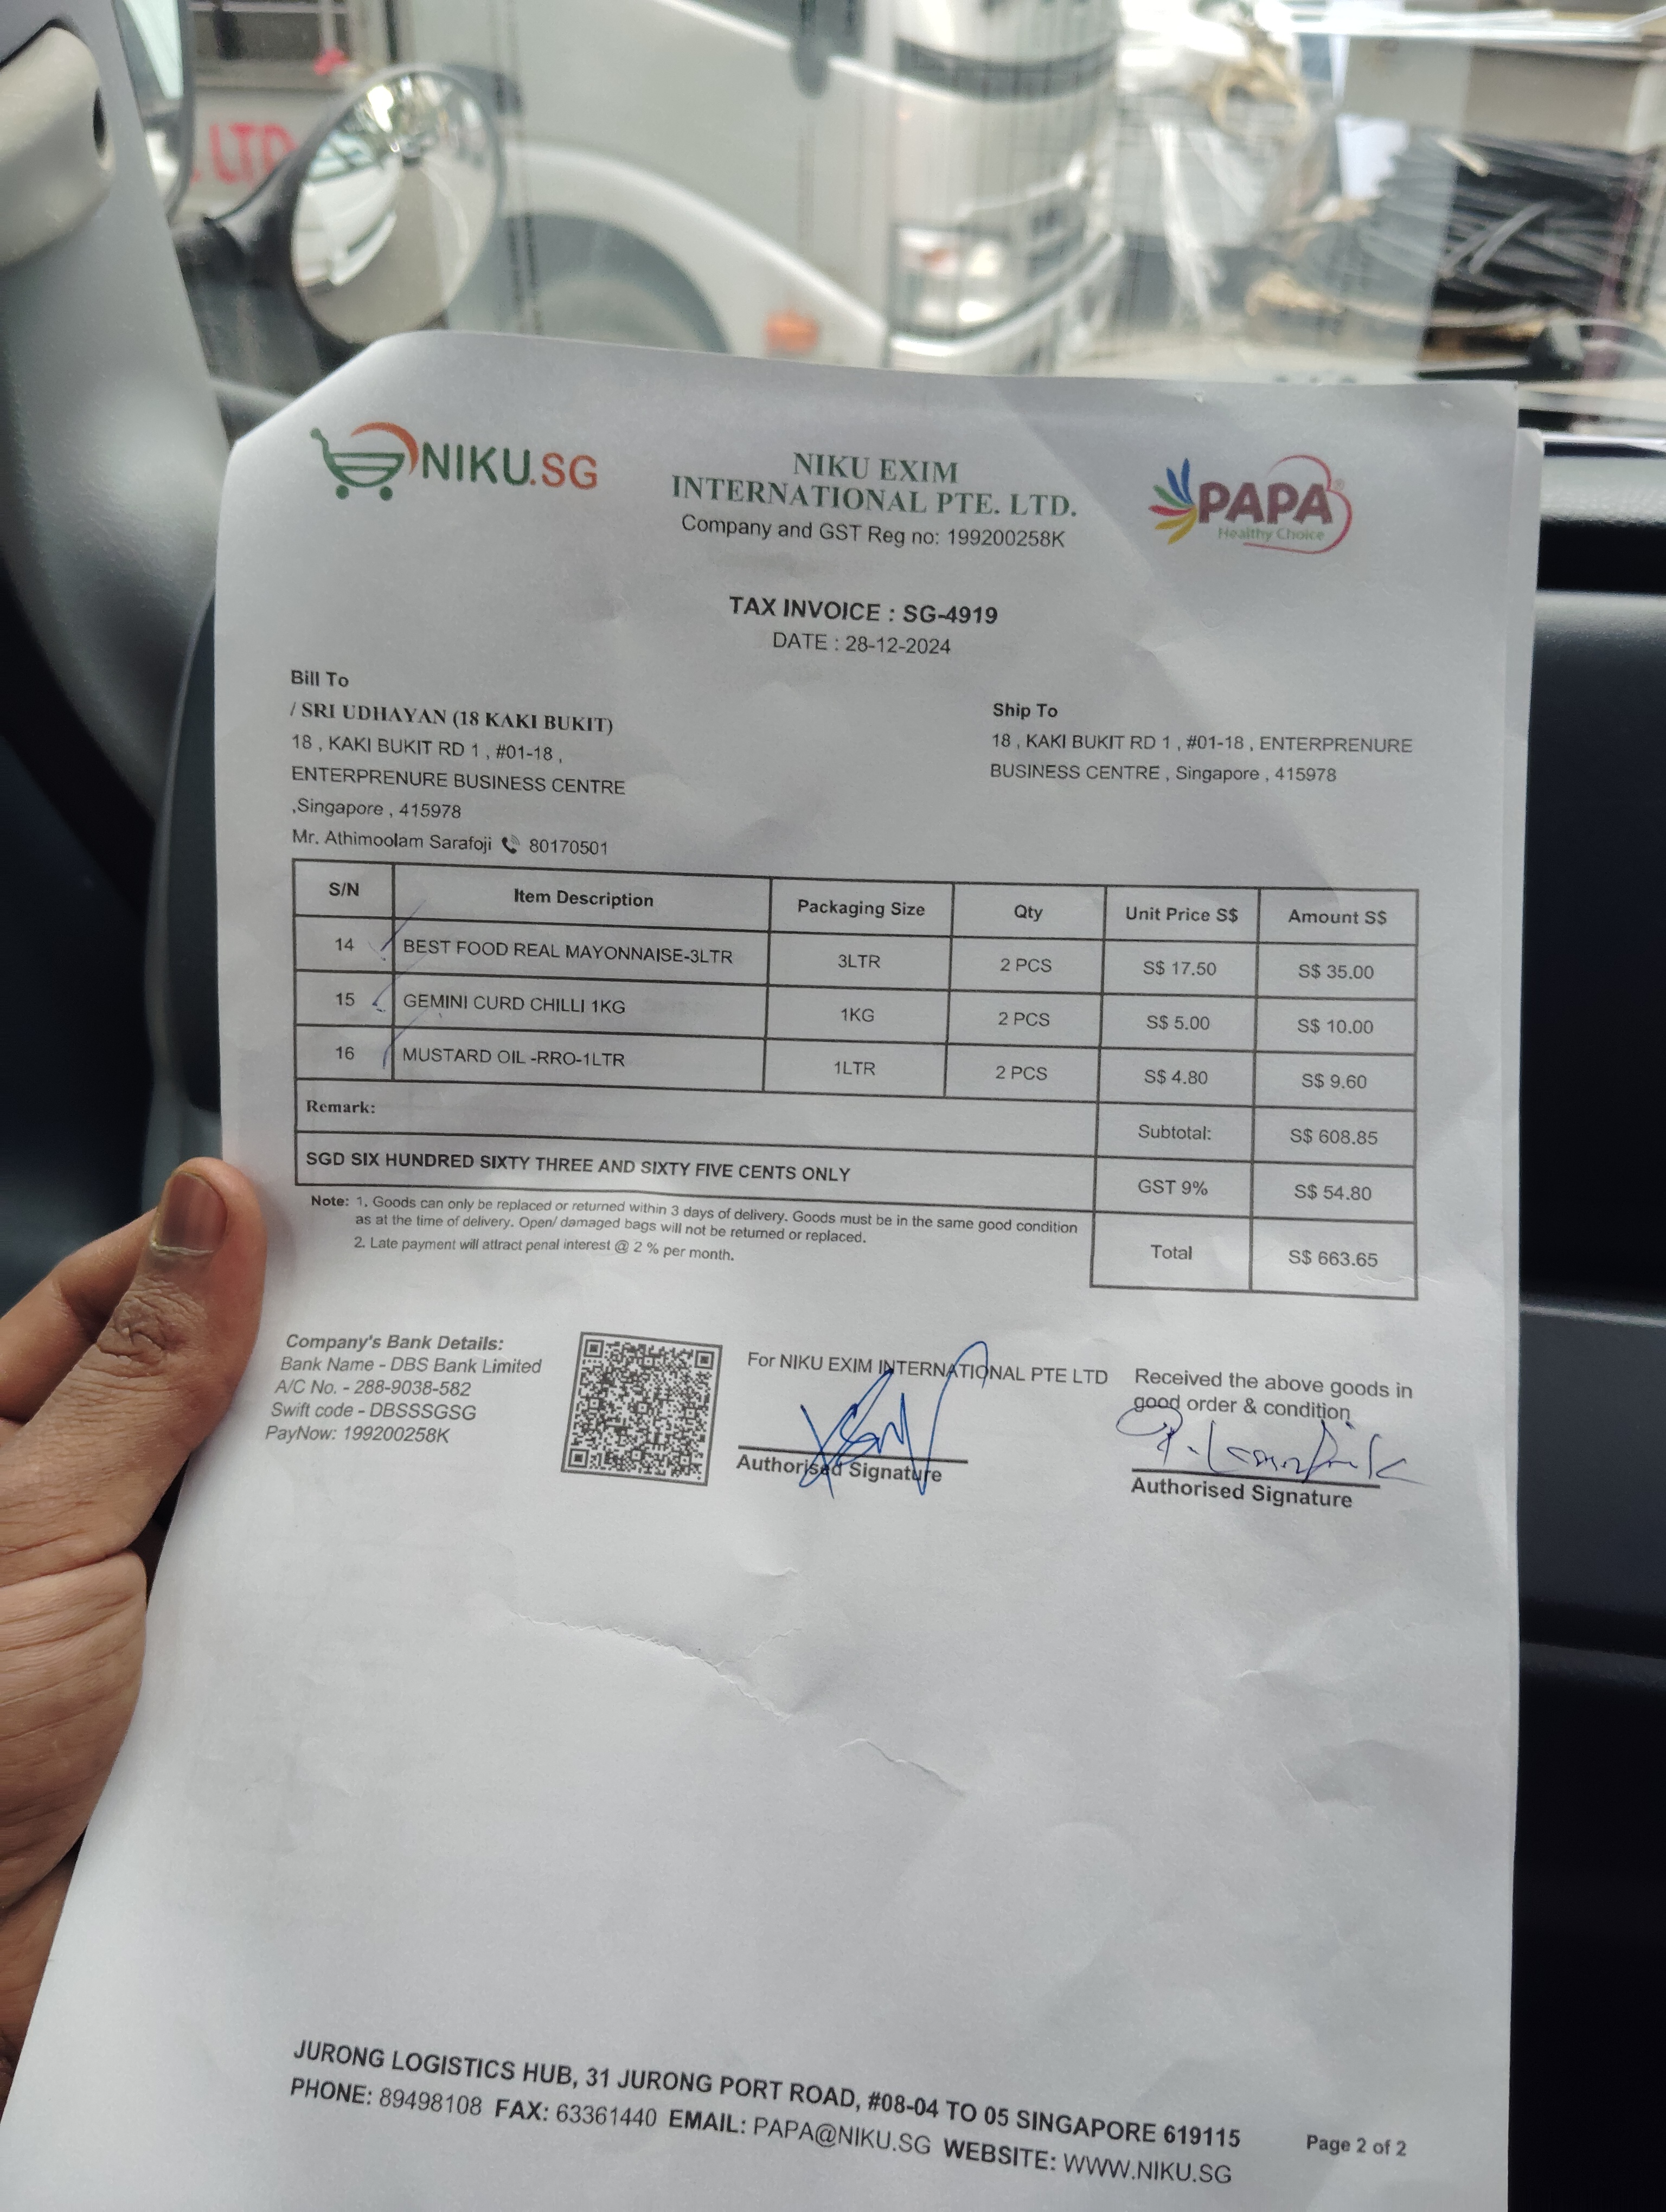 LTD
NIKU.SG
NIKU EXIM
INTERNATIONAL PTE. LTD.
Company and GST Reg no: 199200258K
PAPA®
Healthy Choice
TAX INVOICE : SG-4919
DATE : 28-12-2024
Bill To
/ SRI UDHAYAN (18 KAKI BUKIT)
18 , KAKI BUKIT RD 1 , #01-18 ,
ENTERPRENURE BUSINESS CENTRE
,Singapore , 415978
Mr. Athimoolam Sarafoji 80170501
Ship To
18 , KAKI BUKIT RD 1 , #01-18 , ENTERPRENURE
BUSINESS CENTRE , Singapore , 415978
S/N Item Description Packaging Size Qty Unit Price S$ Amount S$
14 BEST FOOD REAL MAYONNAISE-3LTR 3LTR 2 PCS S$ 17.50 S$ 35.00
15 GEMINI CURD CHILLI 1KG 1KG 2 PCS S$ 5.00 S$ 10.00
16 MUSTARD OIL -RRO-1LTR 1LTR 2 PCS S$ 4.80 S$ 9.60
Remark:
Subtotal: S$ 608.85
SGD SIX HUNDRED SIXTY THREE AND SIXTY FIVE CENTS ONLY
GST 9% S$ 54.80
Total S$ 663.65
Note: 1. Goods can only be replaced or returned within 3 days of delivery. Goods must be in the same good condition
as at the time of delivery. Open/ damaged bags will not be returned or replaced.
2. Late payment will attract penal interest @ 2 % per month.
Company's Bank Details:
Bank Name - DBS Bank Limited
A/C No. - 288-9038-582
Swift code - DBSSSGSG
PayNow: 199200258K
For NIKU EXIM INTERNATIONAL PTE LTD
Authorised Signature
Received the above goods in
good order & condition
Authorised Signature
JURONG LOGISTICS HUB, 31 JURONG PORT ROAD, #08-04 TO 05 SINGAPORE 619115
PHONE: 89498108 FAX: 63361440 EMAIL: PAPA@NIKU.SG WEBSITE: WWW.NIKU.SG
Page 2 of 2